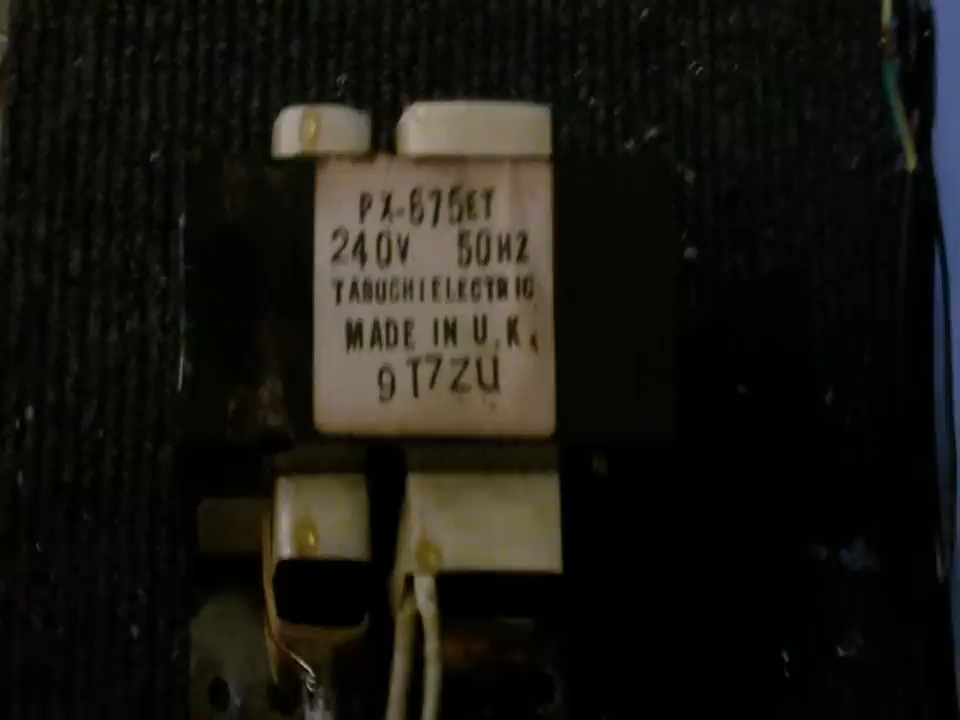 PX-675ET
240V 50HZ
TABUCHI ELECTRIC
MADE IN U.K.
9T7ZU